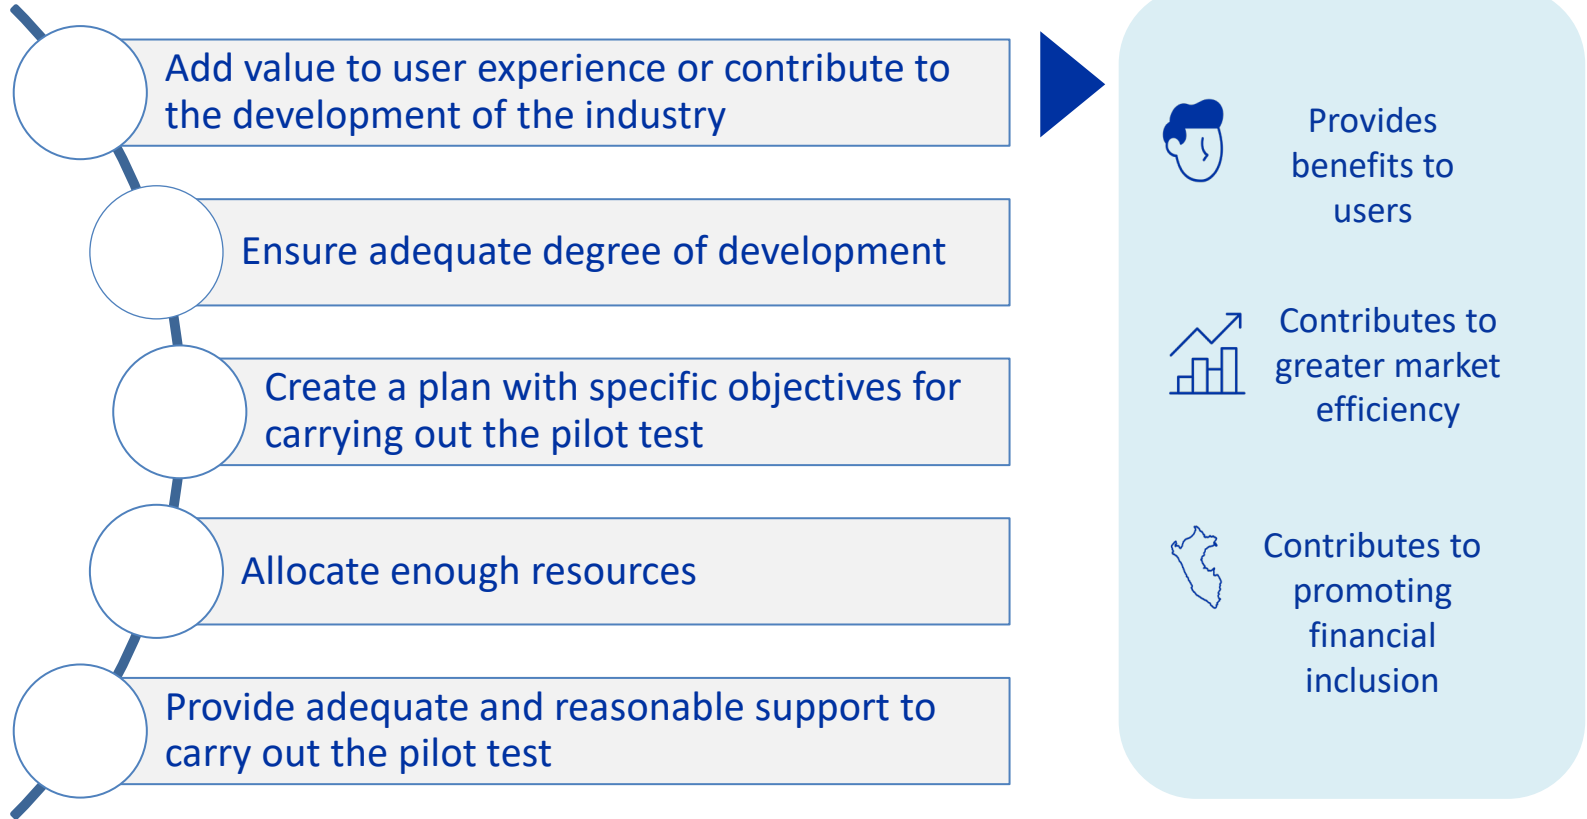 Add value to user experience or contribute to
the development of the industry
Ensure adequate degree of development
Create a plan with specific objectives for
carrying out the pilot test
Allocate enough resources
Provide adequate and reasonable support to
carry out the pilot test
Provides
benefits to
users
Contributes to
greater market
efficiency
Contributes to
promoting
financial
inclusion